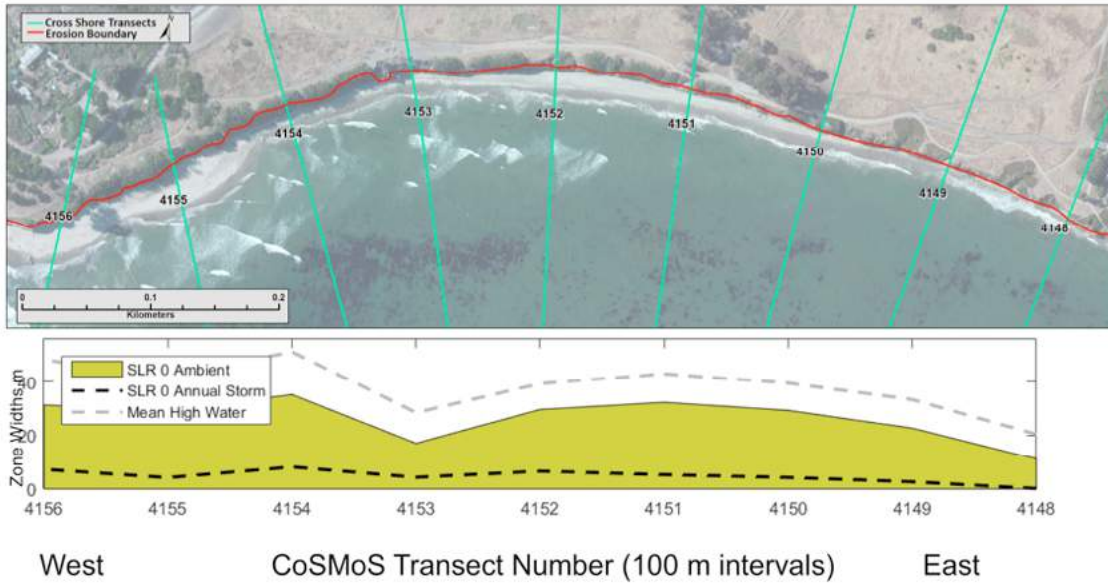 Cross Shore Transects
Erosion Boundary
N
4156
4155
4154
4153
4152
4151
4150
4149
4148
0 0.1 0.2
Kilometers
Zone Widths,m
40
20
0
SLR 0 Ambient
SLR 0 Annual Storm
Mean High Water
4156 4155 4154 4153 4152 4151 4150 4149 4148
West CoSMoS Transect Number (100 m intervals) East